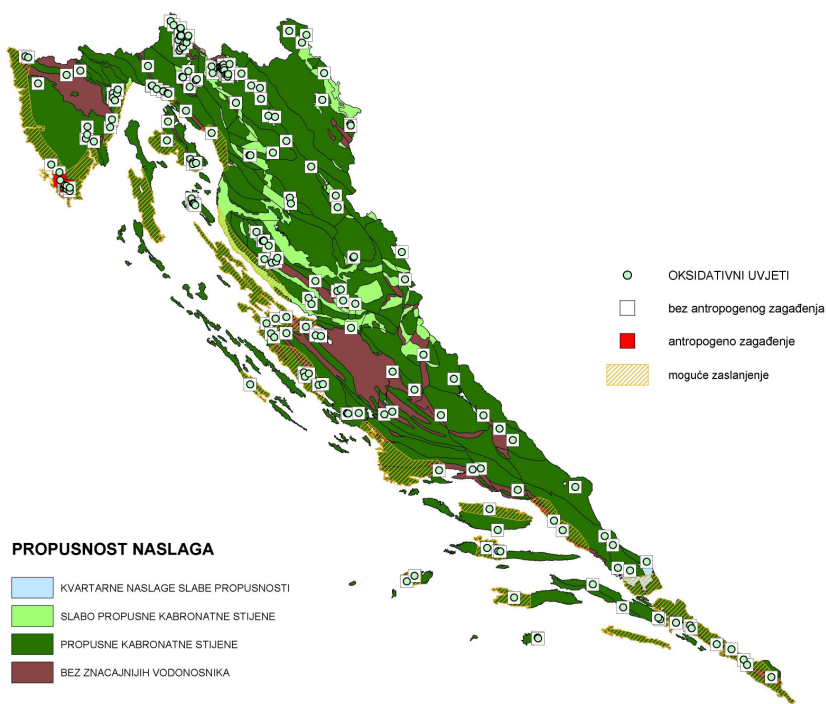 OKSIDATIVNI UVJETI
bez antropogenog zagađenja
antropogeno zagađenje
moguće zaslanjenje
PROPUSNOST NASLAGA
KVARTARNE NASLAGE SLABE PROPUSNOSTI
SLABO PROPUSNE KABRONATNE STIJENE
PROPUSNE KABRONATNE STIJENE
BEZ ZNACAJNIJIH VODONOSNIKA